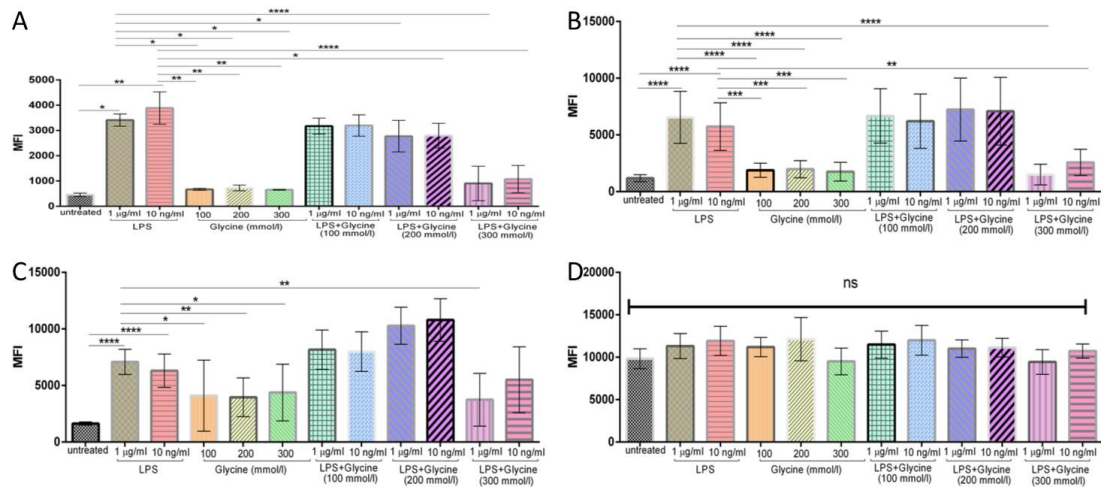 A
****
*
*
*
*
****
*
**
**
**
**
*
MFI
5000
4000
3000
2000
1000
0
untreated
1 µg/ml 10 ng/ml
LPS
100 200 300
Glycine (mmol/l)
1 µg/ml 10 ng/ml
LPS+Glycine
(100 mmol/l)
1 µg/ml 10 ng/ml
LPS+Glycine
(200 mmol/l)
1 µg/ml 10 ng/ml
LPS+Glycine
(300 mmol/l)
B
****
****
****
****
**
***
***
***
****
****
MFI
15000
10000
5000
0
untreated
1 µg/ml 10 ng/ml
LPS
100 200 300
Glycine (mmol/l)
1 µg/ml 10 ng/ml
LPS+Glycine
(100 mmol/l)
1 µg/ml 10 ng/ml
LPS+Glycine
(200 mmol/l)
1 µg/ml 10 ng/ml
LPS+Glycine
(300 mmol/l)
C
**
*
**
*
****
****
MFI
15000
10000
5000
0
untreated
1 µg/ml 10 ng/ml
LPS
100 200 300
Glycine (mmol/l)
1 µg/ml 10 ng/ml
LPS+Glycine
(100 mmol/l)
1 µg/ml 10 ng/ml
LPS+Glycine
(200 mmol/l)
1 µg/ml 10 ng/ml
LPS+Glycine
(300 mmol/l)
D
ns
MFI
20000
15000
10000
5000
0
untreated
1 µg/ml 10 ng/ml
LPS
100 200 300
Glycine (mmol/l)
1 µg/ml 10 ng/ml
LPS+Glycine
(100 mmol/l)
1 µg/ml 10 ng/ml
LPS+Glycine
(200 mmol/l)
1 µg/ml 10 ng/ml
LPS+Glycine
(300 mmol/l)